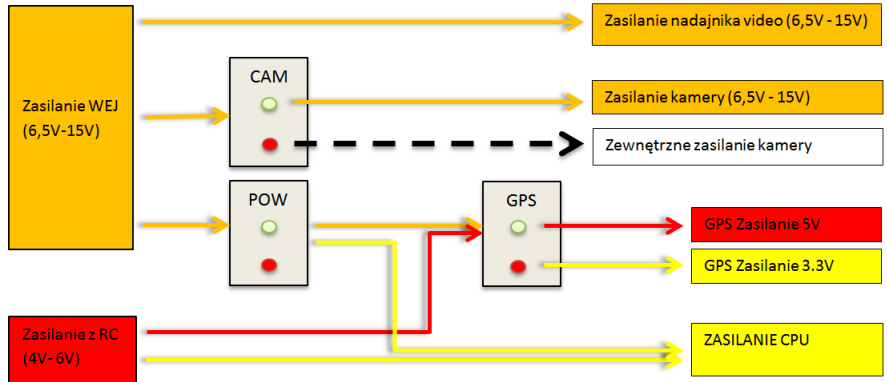 Zasilanie nadajnika video (6,5V - 15V)
CAM
Zasilanie WEJ
(6,5V-15V)
Zasilanie kamery (6,5V - 15V)
Zewnętrzne zasilanie kamery
POW
GPS
GPS Zasilanie 5V
GPS Zasilanie 3.3V
Zasilanie z RC
(4V- 6V)
ZASILANIE CPU